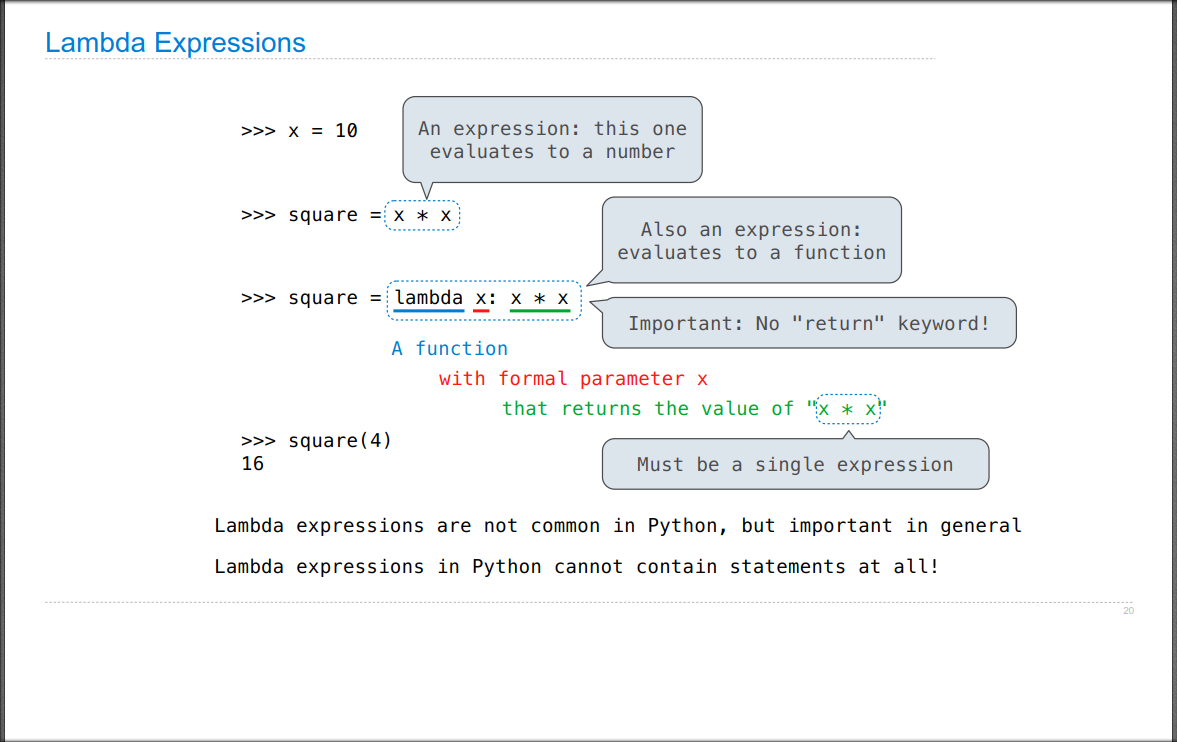 Lambda Expressions
>>> x = 10
An expression: this one
evaluates to a number
>>> square = x * x
Also an expression:
evaluates to a function
>>> square = lambda x: x * x
Important: No "return" keyword!
A function
with formal parameter x
that returns the value of "x * x"
>>> square(4)
16
Must be a single expression
Lambda expressions are not common in Python, but important in general
Lambda expressions in Python cannot contain statements at all!
20